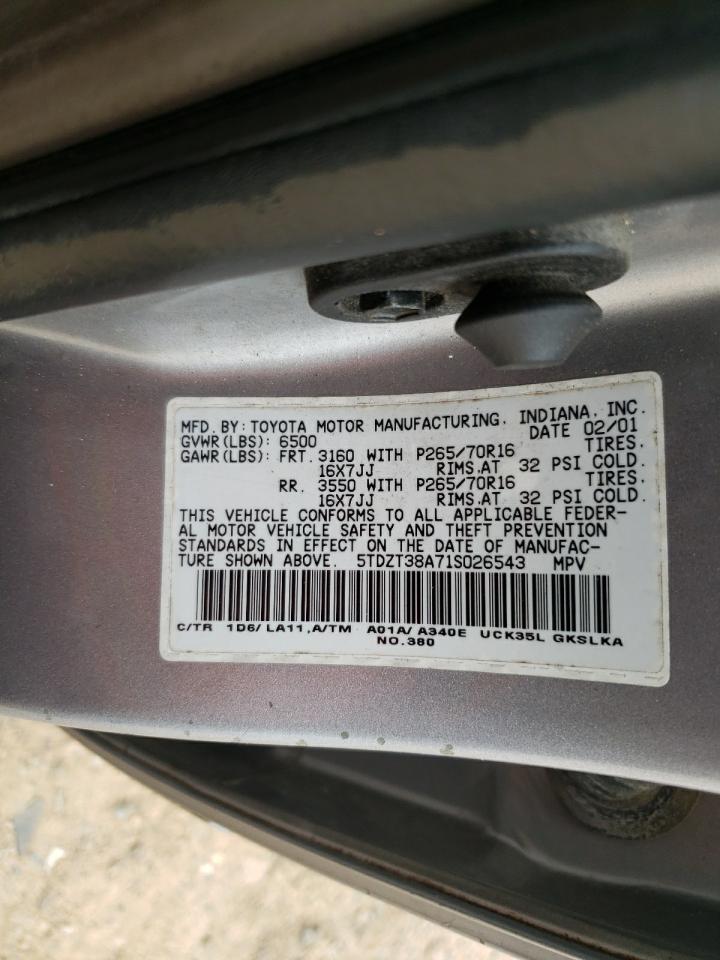 MFD. BY: TOYOTA MOTOR MANUFACTURING, INDIANA, INC.
GVWR(LBS): 6500 DATE 02/01
GAWR(LBS): FRT. 3160 WITH P265/70R16 TIRES,
16X7JJ RIMS.AT 32 PSI COLD.
RR. 3550 WITH P265/70R16 TIRES,
16X7JJ RIMS.AT 32 PSI COLD.
THIS VEHICLE CONFORMS TO ALL APPLICABLE FEDER-
AL MOTOR VEHICLE SAFETY AND THEFT PREVENTION
STANDARDS IN EFFECT ON THE DATE OF MANUFAC-
TURE SHOWN ABOVE. 5TDZT38A71S026543 MPV
C/TR 1D6/LA11,A/TM A01A/A340E UCK35L GKSLKA
NO.380